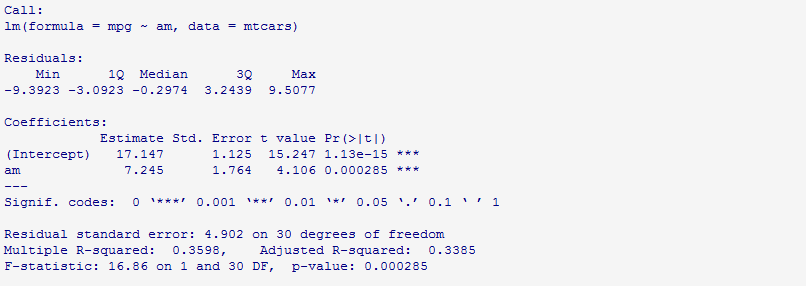 Call:
lm(formula = mpg ~ am, data = mtcars)
Residuals:
    Min      1Q  Median      3Q     Max
-9.3923 -3.0923 -0.2974  3.2439  9.5077
Coefficients:
            Estimate Std. Error t value Pr(>|t|)
(Intercept)   17.147      1.125  15.247 1.13e-15 ***
am             7.245      1.764   4.106 0.000285 ***
---
Signif. codes:  0 ‘***’ 0.001 ‘**’ 0.01 ‘*’ 0.05 ‘.’ 0.1 ‘ ’ 1
Residual standard error: 4.902 on 30 degrees of freedom
Multiple R-squared:  0.3598,    Adjusted R-squared:  0.3385
F-statistic: 16.86 on 1 and 30 DF,  p-value: 0.000285